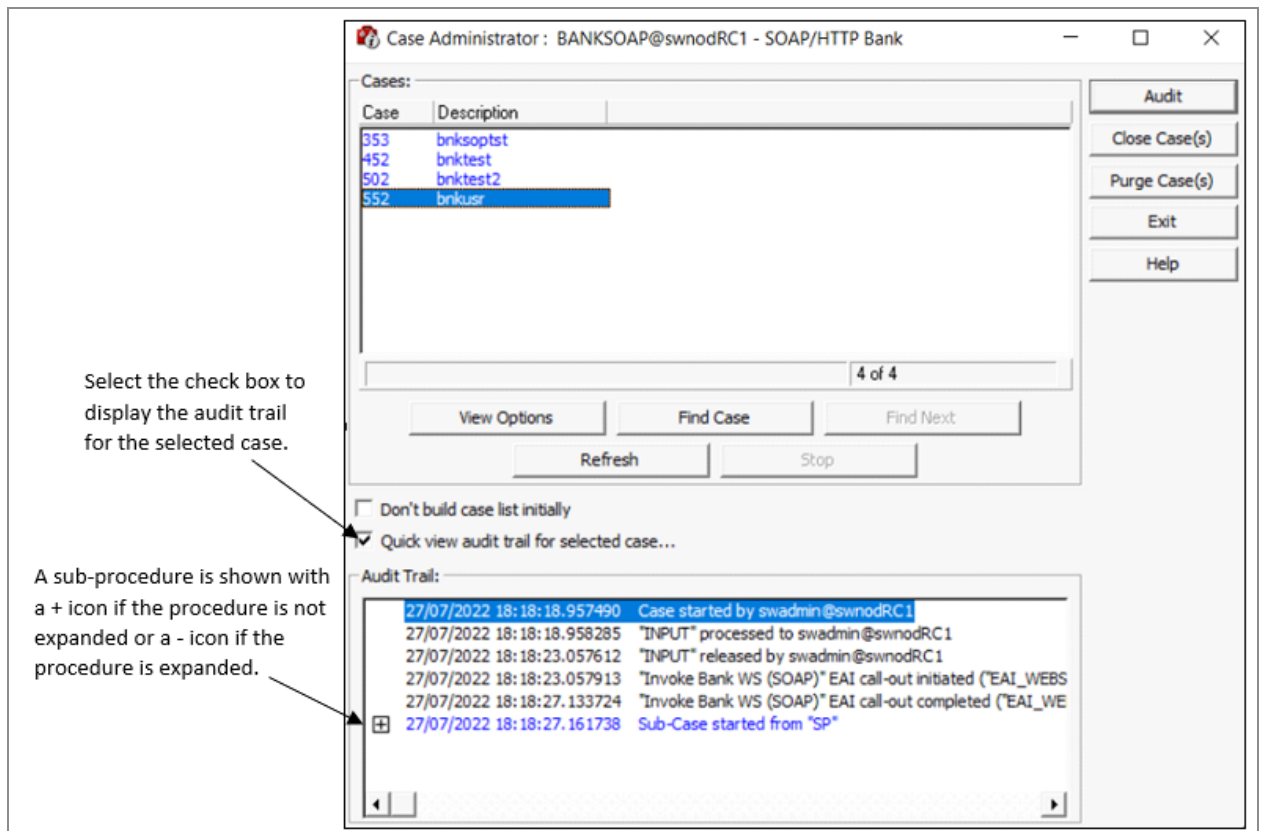 Case Administrator : BANKSOAP@swnodRC1 - SOAP/HTTP Bank
Cases:
Case Description
353 bnksoptst
452 bnktest
502 bnktest2
552 bnkusr
4 of 4
View Options Find Case Find Next
Refresh Stop
Audit
Close Case(s)
Purge Case(s)
Exit
Help
Select the check box to
display the audit trail
for the selected case.
Don't build case list initially
Quick view audit trail for selected case...
A sub-procedure is shown with
a + icon if the procedure is not
expanded or a - icon if the
procedure is expanded.
Audit Trail:
27/07/2022 18:18:18.957490 Case started by swadmin@swnodRC1
27/07/2022 18:18:18.958285 "INPUT" processed to swadmin@swnodRC1
27/07/2022 18:18:23.057612 "INPUT" released by swadmin@swnodRC1
27/07/2022 18:18:23.057913 "Invoke Bank WS (SOAP)" EAI call-out initiated ("EAI_WEBS
27/07/2022 18:18:27.133724 "Invoke Bank WS (SOAP)" EAI call-out completed ("EAI_WE
27/07/2022 18:18:27.161738 Sub-Case started from "SP"